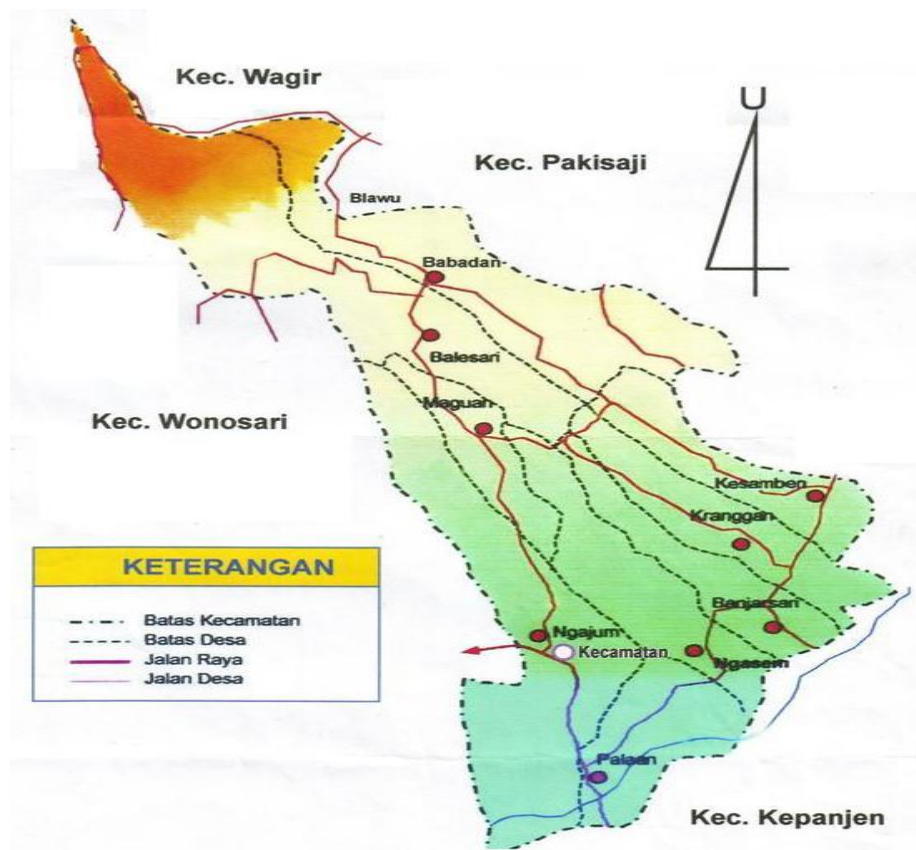 Kec. Wagir
U
Kec. Pakisaji
Blawu
Babadan
Balesari
Maguan
Kec. Wonosari
Kesamben
Kranggan
KETERANGAN
Batas Kecamatan
Batas Desa
Jalan Raya
Jalan Desa
Banjarsari
Ngajum
Kecamatan
Ngasem
Palaan
Kec. Kepanjen